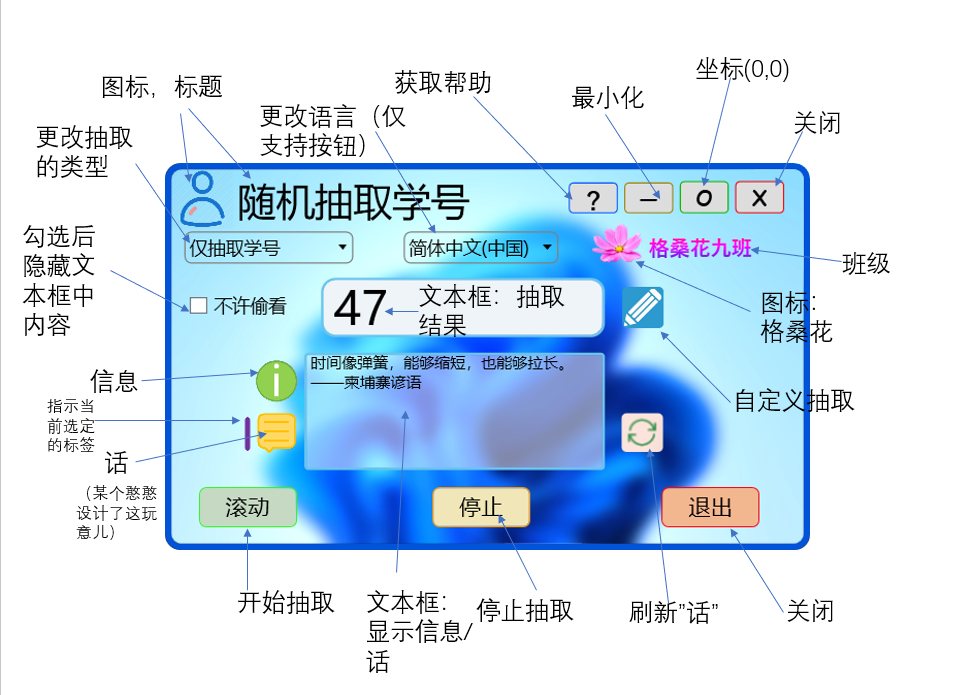 坐标(0,0)
获取帮助
图标，标题
最小化
更改语言（仅
支持按钮）
关闭
更改抽取
的类型
随机抽取学号
?
—
O
X
勾选后
隐藏文
本框中
内容
仅抽取学号
简体中文(中国)
格桑花九班
班级
不许偷看
47
文本框：抽取
结果
图标：
格桑花
时间像弹簧，能够缩短，也能够拉长。
——柬埔寨谚语
信息
i
自定义抽取
指示当
前选定
的标签
话
（某个憨憨
设计了这玩
意儿）
滚动
停止
退出
开始抽取
文本框：
显示信息/
话
停止抽取
刷新”话”
关闭